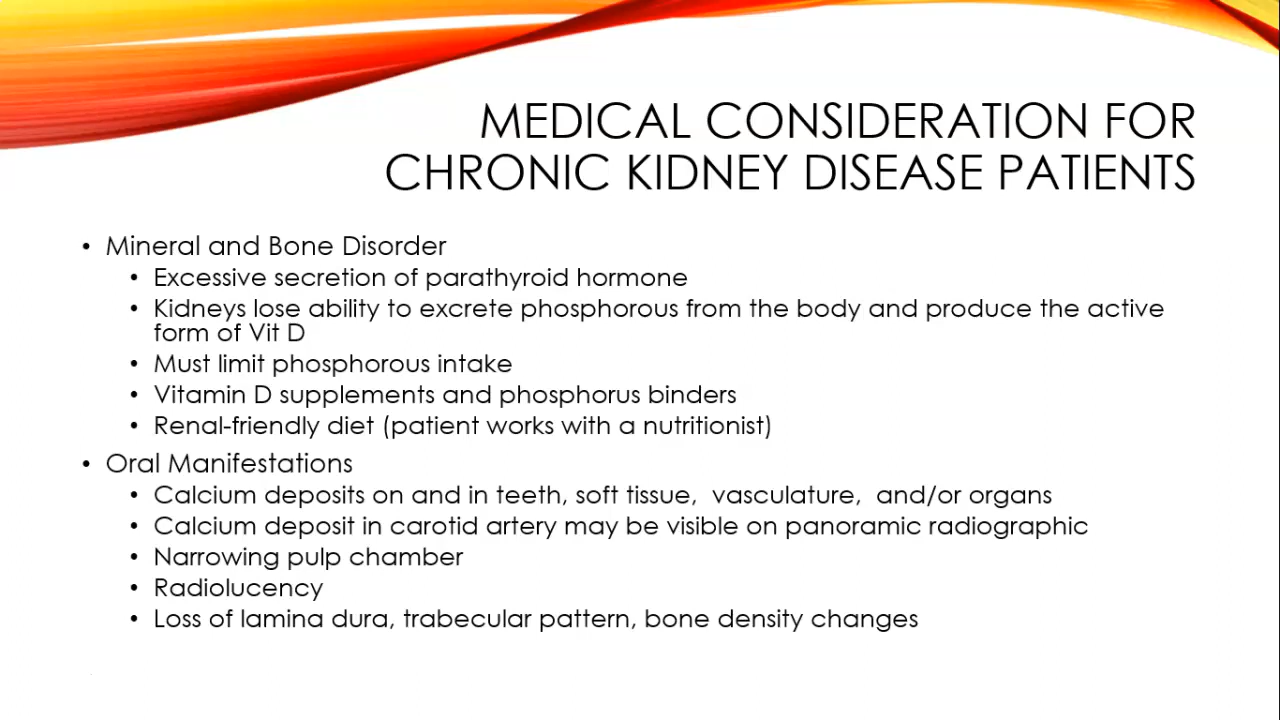 MEDICAL CONSIDERATION FOR
CHRONIC KIDNEY DISEASE PATIENTS
• Mineral and Bone Disorder
• Excessive secretion of parathyroid hormone
• Kidneys lose ability to excrete phosphorous from the body and produce the active
form of Vit D
• Must limit phosphorous intake
• Vitamin D supplements and phosphorus binders
• Renal-friendly diet (patient works with a nutritionist)
• Oral Manifestations
• Calcium deposits on and in teeth, soft tissue, vasculature, and/or organs
• Calcium deposit in carotid artery may be visible on panoramic radiographic
• Narrowing pulp chamber
• Radiolucency
• Loss of lamina dura, trabecular pattern, bone density changes